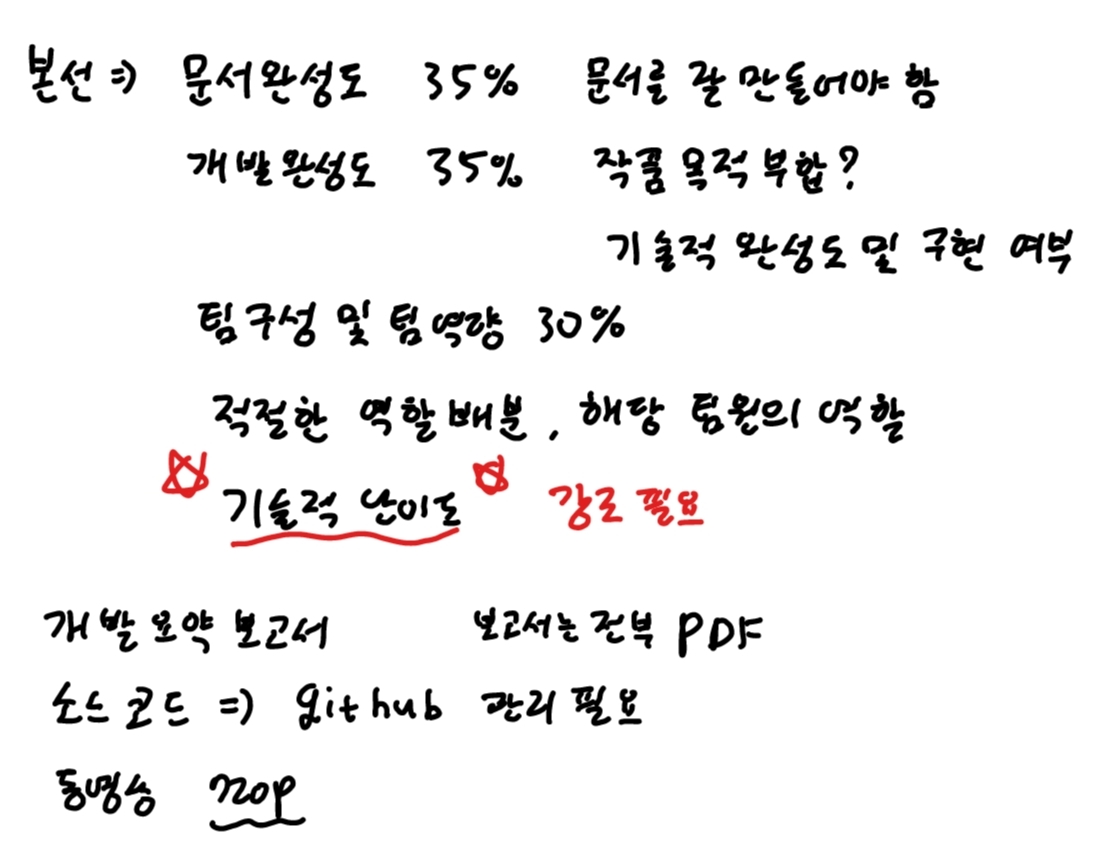 본선 => 문서완성도 35% 문서를 잘 만들어야 함
개발완성도 35% 작품 목적 부합?
기술적 완성도 및 구현 여부
팀구성 및 팀역량 30%
적절한 역할배분, 해당 팀원의 역할
기술적 난이도 강조 필요
개발요약 보고서 보고서는 전부 PDF
소스코드 => github 관리 필요
동영상 720p